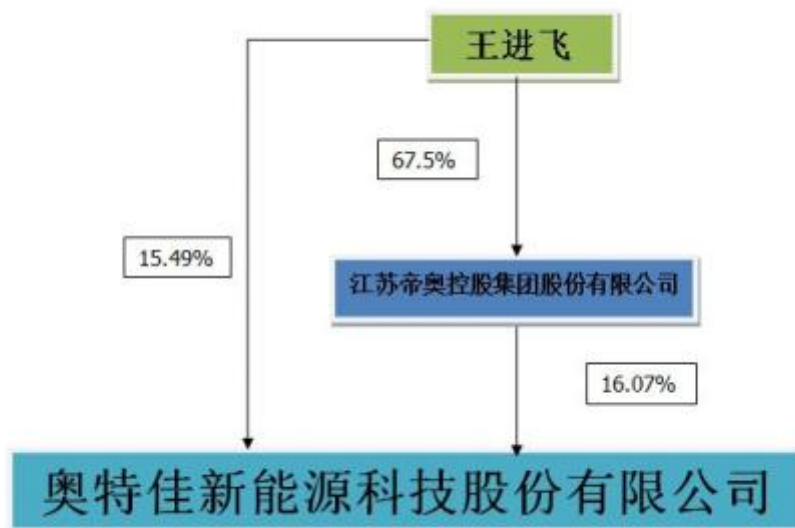 王进飞
67.5%
15.49%
江苏帝奥控股集团股份有限公司
16.07%
奥特佳新能源科技股份有限公司